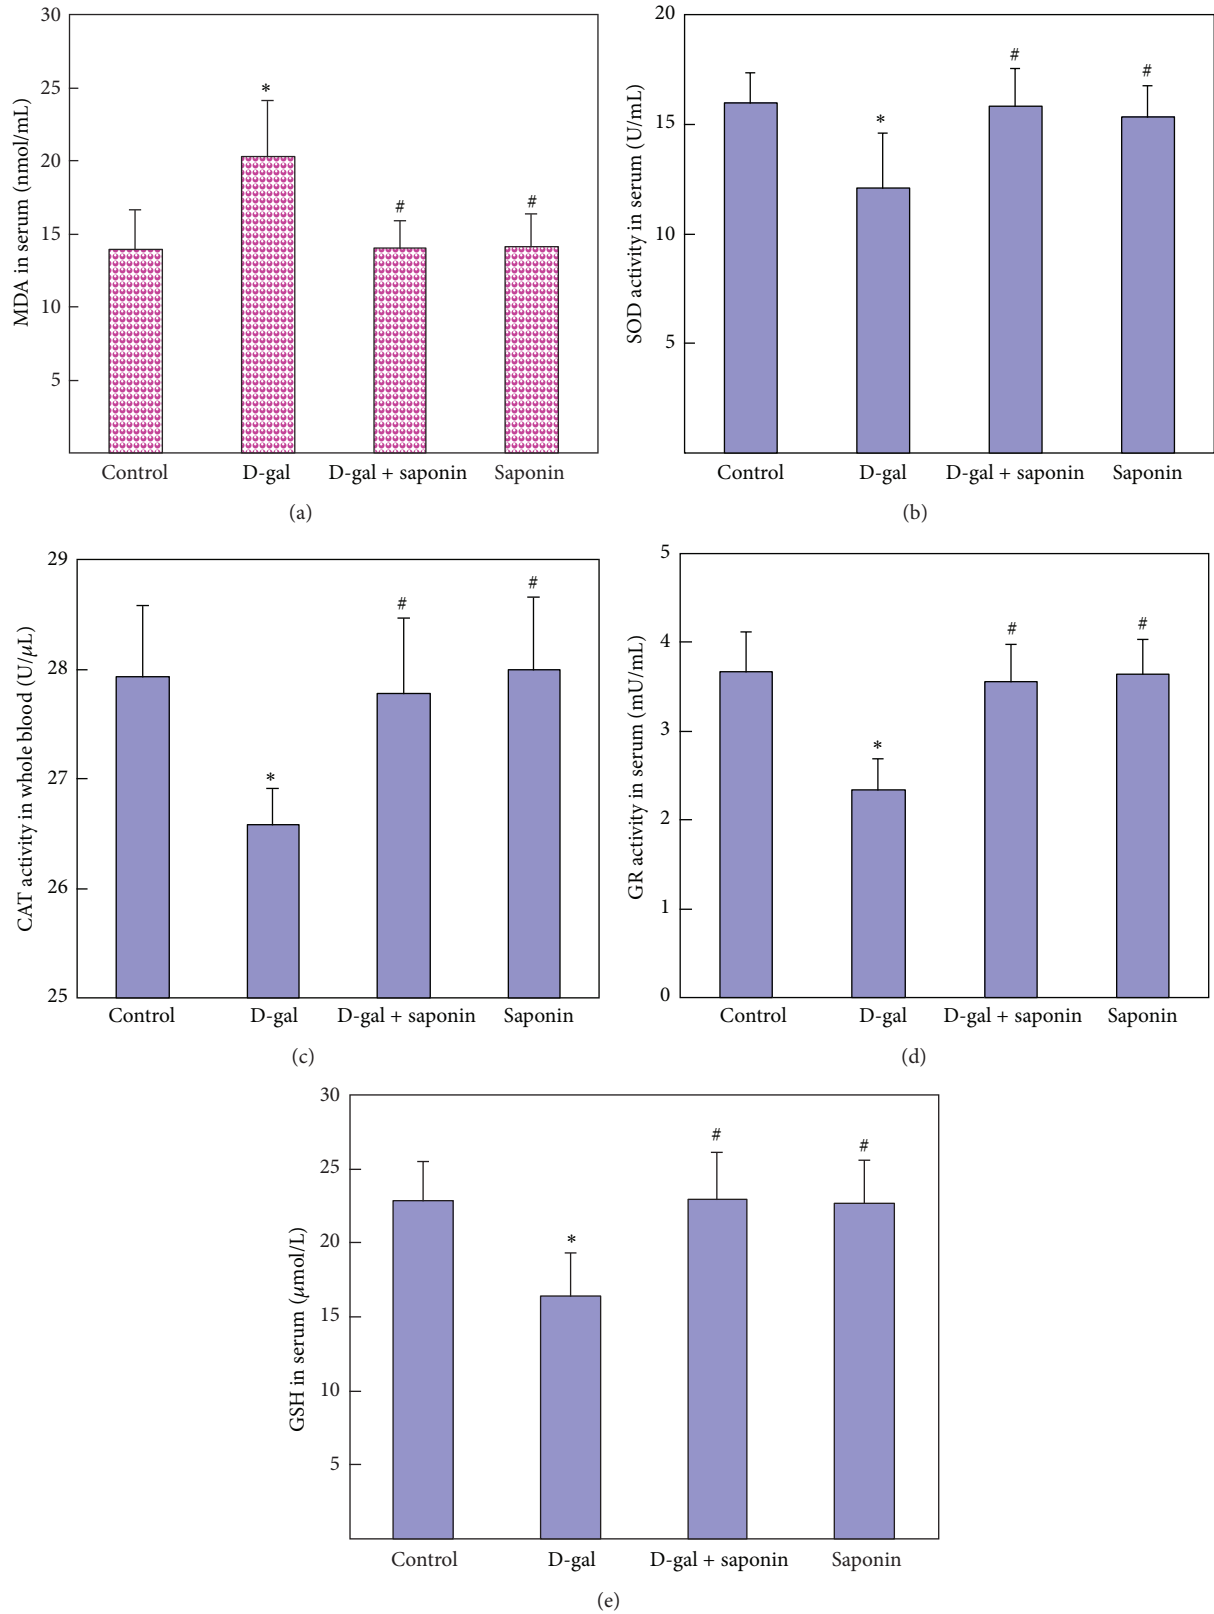 MDA in serum (nmol/mL)
30
25
20
15
10
5
*
#
#
Control D-gal D-gal + saponin Saponin
(a)
SOD activity in serum (U/mL)
20
15
10
5
*
#
#
Control D-gal D-gal + saponin Saponin
(b)
CAT activity in whole blood (U/μL)
29
28
27
26
25
*
#
#
Control D-gal D-gal + saponin Saponin
(c)
GR activity in serum (mU/mL)
5
4
3
2
1
0
*
#
#
Control D-gal D-gal + saponin Saponin
(d)
GSH in serum (μmol/L)
30
25
20
15
10
5
*
#
#
Control D-gal D-gal + saponin Saponin
(e)